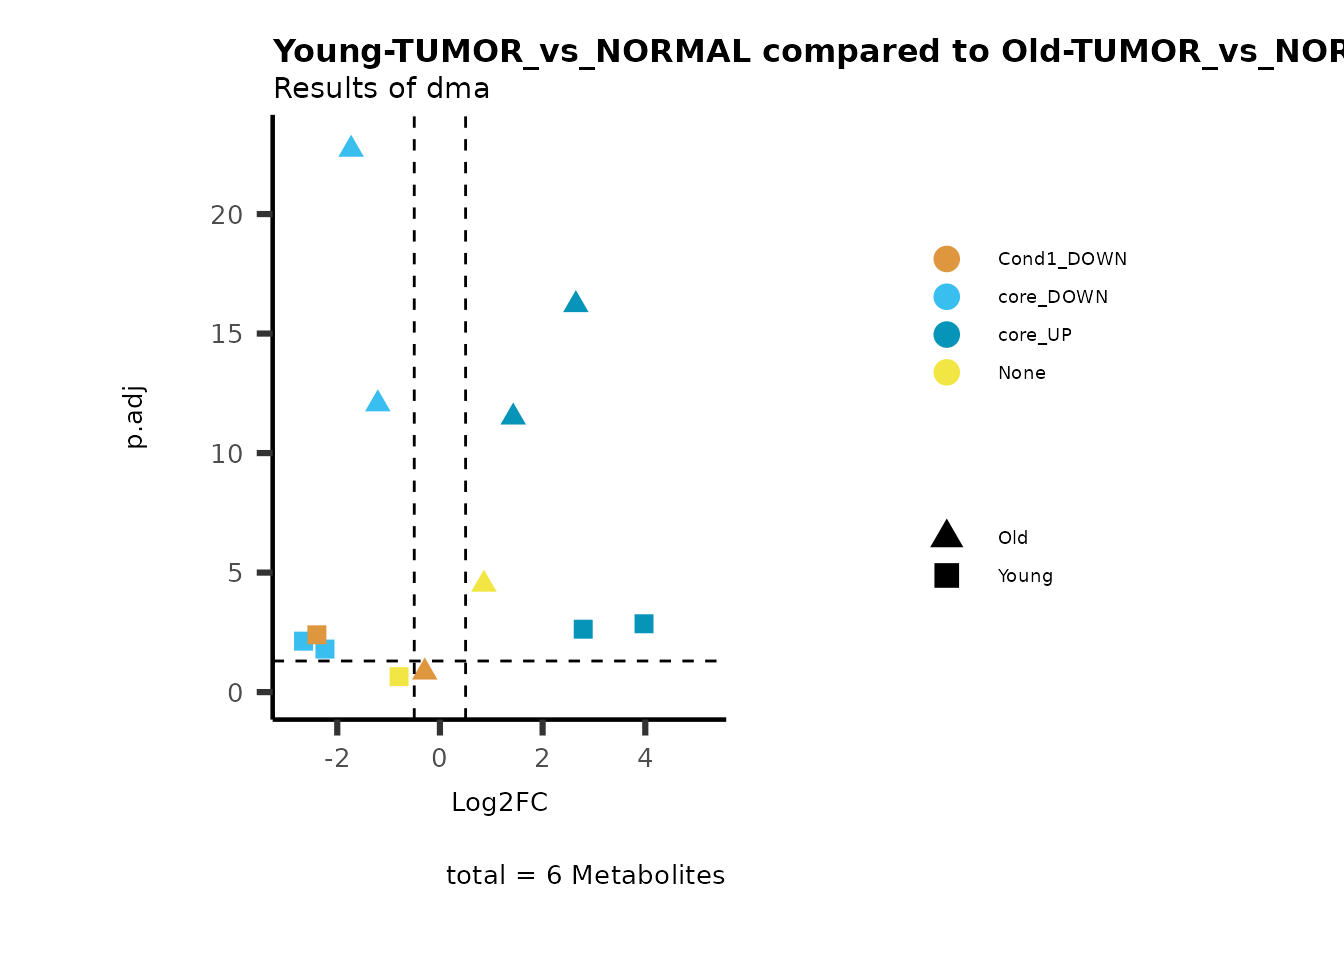 Young-TUMOR_vs_NORMAL compared to Old-TUMOR_vs_NOR
Results of dma
20
15
10
5
0
p.adj
-2
0
2
4
Log2FC
total = 6 Metabolites
Cond1_DOWN
core_DOWN
core_UP
None
Old
Young